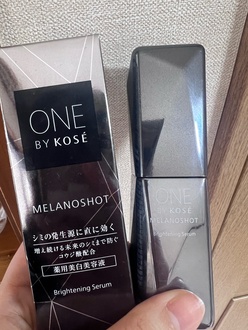 ONE
BY KOSÉ
MELANOSHOT
シミの発生源に直に効く
増え続ける未来のシミまで防ぐ
コウジ酸配合
薬用美白美容液
Brightening Serum
ONE
BY KOSÉ
MELANOSHOT
Brightening Serum